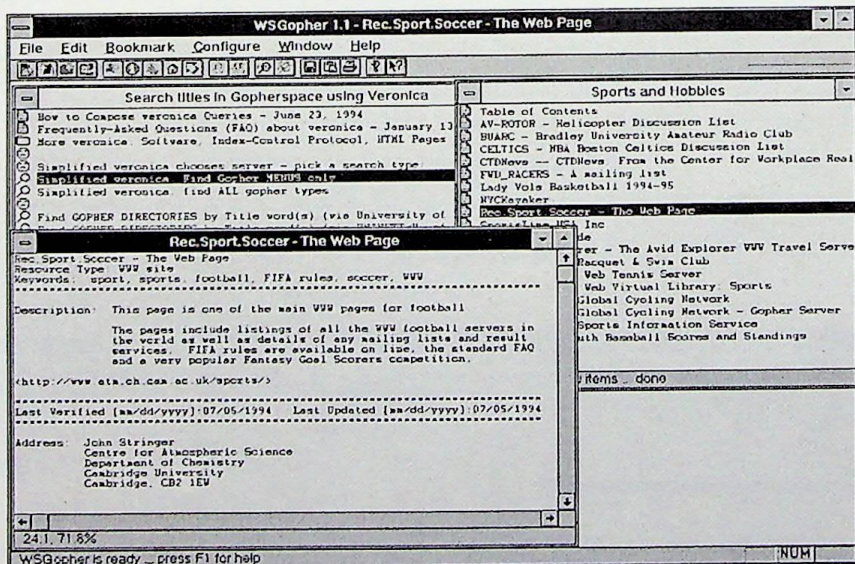 WSGopher 1.1 - Rec.Sport.Soccer - The Web Page
File Edit Bookmark Configure Window Help
Search titles in Gopherspace using Veronica
How to Compose veronica Queries - June 23, 1994
Frequently-Asked Questions (FAQ) about veronica - January 13
More veronica: Software, Index-Control Protocol, HTML Pages
Simplified veronica chooses server - pick a search type:
Simplified veronica: Find Gopher MENUS only
Simplified veronica: find ALL gopher types
Find GOPHER DIRECTORIES by Title word(s) (via University of
Sports and Hobbies
Table of Contents
AV-ROTOR - Helicopter Discussion List
BUARC - Bradley University Amateur Radio Club
CELTICS - NBA Boston Celtics Discussion List
CTDNews -- CTDNews. From the Center for Workplace Heal
FWD_RACERS - A mailing list
Lady Vols Basketball 1994-95
NYCKayaker
Rec.Sport.Soccer - The Web Page
SportsLine USA Inc
de
rer - The Avid Explorer WWW Travel Serve
Racquet & Swim Club
Web Tennis Server
Web Virtual Library: Sports
Global Cycling Network
Global Cycling Network - Gopher Server
Sports Information Service
uth Baseball Scores and Standings
items ... done
Rec.Sport.Soccer - The Web Page
Rec.Sport.Soccer - The Web Page
Resource Type: WWW site
Keywords: sport, sports, football, FIFA rules, soccer, WWW
Description: This page is one of the main WWW pages for football
The pages include listings of all the WWW football servers in
the world as well as details of any mailing lists and result
services. FIFA rules are available on line, the standard FAQ
and a very popular Fantasy Goal Scorers competition.
<http://www.atm.ch.cam.ac.uk/sports/>
Last Verified [mm/dd/yyyy]:07/05/1994 Last Updated [mm/dd/yyyy]:07/05/1994
Address: John Stringer
Centre for Atmospheric Science
Department of Chemistry
Cambridge University
Cambridge, CB2 1EW
24:1, 71.8%
WSGopher is ready ... press F1 for help
NUM